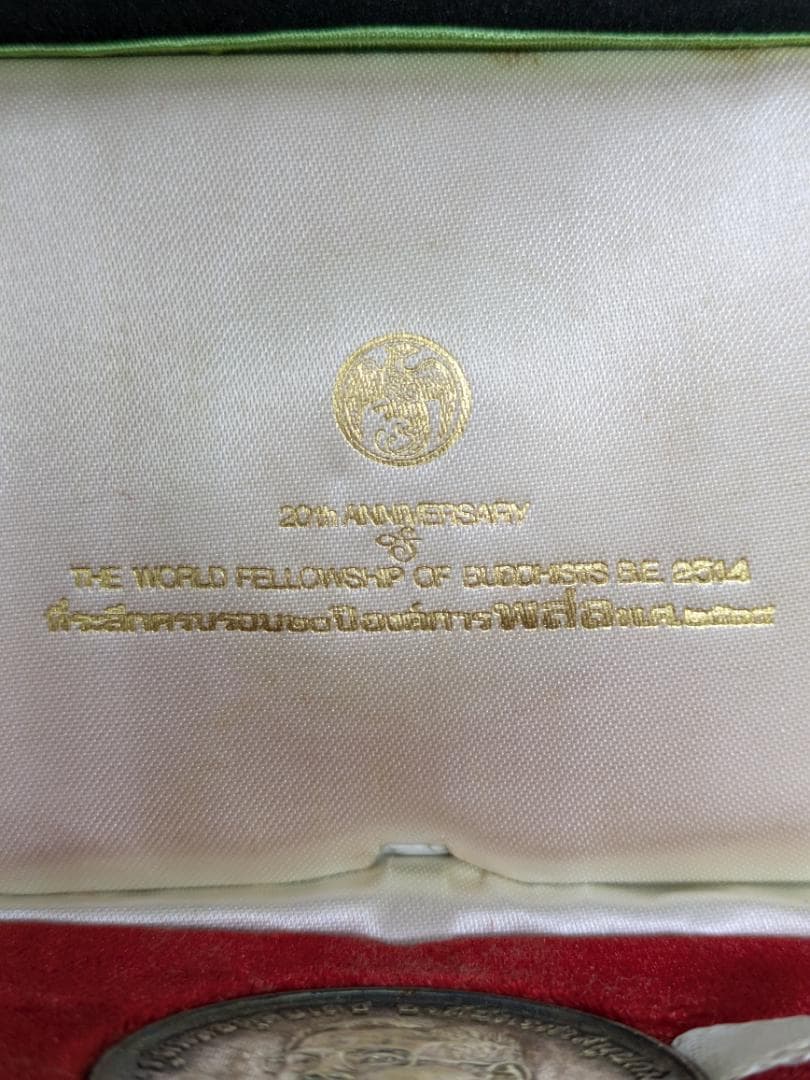 20th ANNIVERSARY
of
THE WORLD FELLOWSHIP OF BUDDHISTS B.E. 2514
ที่ระลึกครบรอบ๒๐ปีองค์การพสลพ.ศ.๒๕๑๔